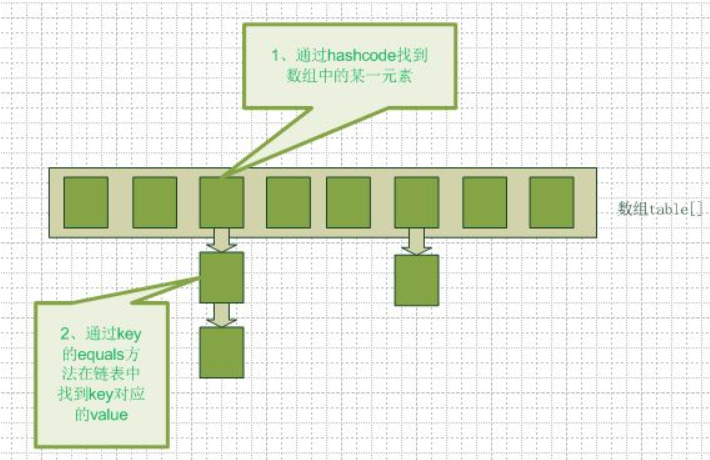 1、通过hashcode找到
数组中的某一元素
数组table[]
2、通过key
的equals方
法在链表中
找到key对应
的value